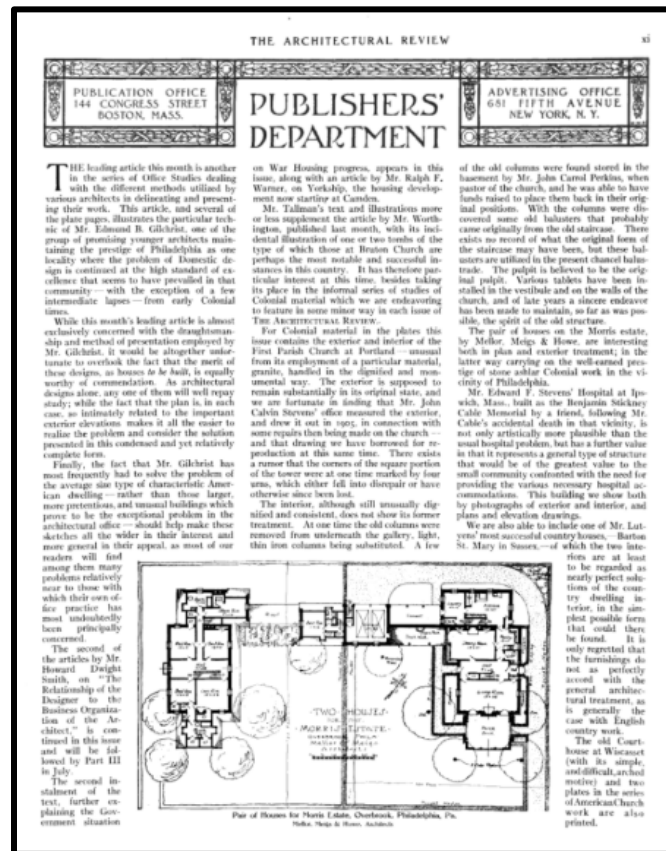 THE ARCHITECTURAL REVIEW
xi
PUBLICATION OFFICE
144 CONGRESS STREET
BOSTON, MASS.
PUBLISHERS'
DEPARTMENT
ADVERTISING OFFICE
681 FIFTH AVENUE
NEW YORK, N. Y.
THE leading article this month is another
in the series of Office Studies dealing
with the different methods utilized by
various architects in delineating and present-
ing their work. This article, and several of
the plate pages, illustrates the particular tech-
nic of Mr. Edmund B. Gilchrist, one of the
group of promising younger architects main-
taining the prestige of Philadelphia as one
locality where the problem of Domestic de-
sign is continued at the high standard of ex-
cellence that seems to have prevailed in that
community — with the exception of a few
intermediate lapses — from early Colonial
times.
While this month's leading article is almost
exclusively concerned with the draughtsman-
ship and method of presentation employed by
Mr. Gilchrist, it would be altogether unfor-
tunate to overlook the fact that the merit of
these designs, as houses to be built, is equally
worthy of commendation. As architectural
designs alone, any one of them will well repay
study; while the fact that the plan is, in each
case, so intimately related to the important
exterior elevations makes it all the easier to
realize the problem and consider the solution
presented in this condensed and yet relatively
complete form.
Finally, the fact that Mr. Gilchrist has
most frequently had to solve the problem of
the average size type of characteristic Amer-
ican dwelling — rather than those larger,
more pretentious, and unusual buildings which
prove to be the exceptional problem in the
architectural office — should help make these
sketches all the wider in their interest and
more general in their appeal, as most of our
readers will find
among them many
problems relatively
near to those with
which their own of-
fice practice has
most undoubtedly
been principally
concerned.
The second of
the articles by Mr.
Howard Dwight
Smith, on "The
Relationship of the
Designer to the
Business Organiza-
tion of the Ar-
chitect," is con-
tinued in this issue
and will be fol-
lowed by Part III
in July.
The second in-
stalment of the
text, further ex-
plaining the Gov-
ernment situation
on War Housing progress, appears in this
issue, along with an article by Mr. Ralph F.
Warner, on Yorkship, the housing develop-
ment now starting at Camden.
Mr. Tallman's text and illustrations more
or less supplement the article by Mr. Worth-
ington, published last month, with its inci-
dental illustration of one or two tombs of the
type of which those at Bruton Church are
perhaps the most notable and successful in-
stances in this country. It has therefore par-
ticular interest at this time, besides taking
its place in the informal series of studies of
Colonial material which we are endeavoring
to feature in some minor way in each issue of
THE ARCHITECTURAL REVIEW.
For Colonial material in the plates this
issue contains the exterior and interior of the
First Parish Church at Portland — unusual
from its employment of a particular material,
granite, handled in the dignified and mon-
umental way. The exterior is supposed to
remain substantially in its original state, and
we are fortunate in finding that Mr. John
Calvin Stevens' office measured the exterior,
and drew it out in 1905, in connection with
some repairs then being made on the church —
and that drawing we have borrowed for re-
production at this same time. There exists
a rumor that the corners of the square portion
of the tower were at one time marked by four
urns, which either fell into disrepair or have
otherwise since been lost.
The interior, although still unusually dig-
nified and consistent, does not show its former
treatment. At one time the old columns were
removed from underneath the gallery, light,
thin iron columns being substituted. A few
of the old columns were found stored in the
basement by Mr. John Carrol Perkins, when
pastor of the church, and he was able to have
funds raised to place them back in their orig-
inal positions. With the columns were dis-
covered some old balusters that probably
came originally from the old staircase. There
exists no record of what the original form of
the staircase may have been, but these bal-
usters are utilized in the present chancel balus-
trade. The pulpit is believed to be the orig-
inal pulpit. Various tablets have been in-
stalled in the vestibule and on the walls of the
church, and of late years a sincere endeavor
has been made to maintain, so far as was pos-
sible, the spirit of the old structure.
The pair of houses on the Morris estate,
by Mellor, Meigs & Howe, are interesting
both in plan and exterior treatment; in the
latter way carrying on the well-earned pres-
tige of stone ashlar Colonial work in the vi-
cinity of Philadelphia.
Mr. Edward F. Stevens' Hospital at Ips-
wich, Mass., built as the Benjamin Stickney
Cable Memorial by a friend, following Mr.
Cable's accidental death in that vicinity, is
not only artistically more plausible than the
usual hospital problem, but has a further value
in that it represents a general type of structure
that would be of the greatest value to the
small community confronted with the need for
providing the various necessary hospital ac-
commodations. This building we show both
by photographs of exterior and interior, and
plans and elevation drawings.
We are also able to include one of Mr. Lut-
yens' most successful country houses,—Barton
St. Mary in Sussex,—of which the two inte-
riors are at least
to be regarded as
nearly perfect solu-
tions of the coun-
try dwelling in-
terior, in the sim-
plest possible form
that could there
be found. It is
only regretted that
the furnishings do
not as perfectly
accord with the
general architec-
tural treatment, as
is generally the
case with English
country work.
The old Court-
house at Wiscasset
(with its simple,
and difficult, arched
motive) and two
plates in the series
of American Church
work are also
printed.
TWO HOUSES
MORRIS ESTATE
Pair of Houses for Morris Estate, Overbrook, Philadelphia, Pa.
Mellor, Meigs & Howe, Architects